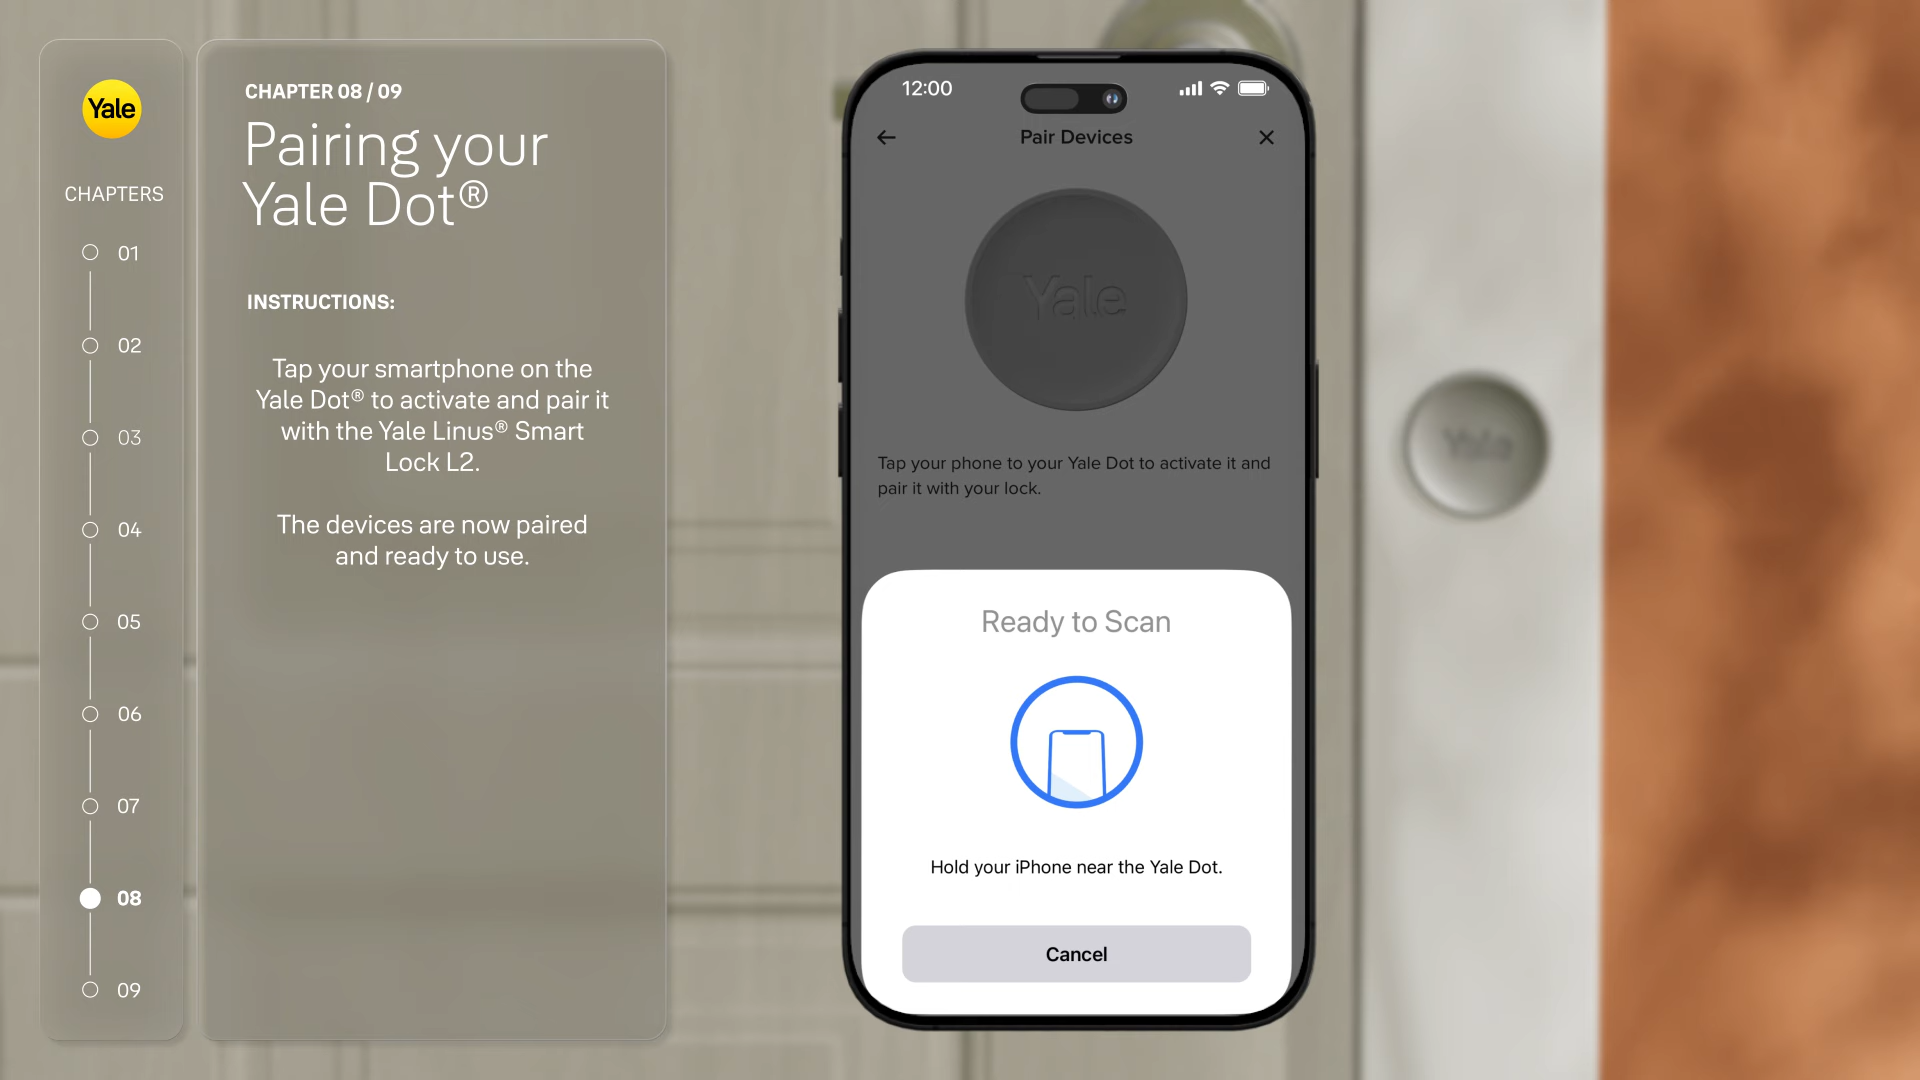 Yale
CHAPTERS
01
02
03
04
05
06
07
08
09
CHAPTER 08 / 09
Pairing your
Yale Dot®
INSTRUCTIONS:
Tap your smartphone on the
Yale Dot® to activate and pair it
with the Yale Linus® Smart
Lock L2.
The devices are now paired
and ready to use.
12:00
Pair Devices
Yale
Tap your phone to your Yale Dot to activate it and
pair it with your lock.
Ready to Scan
Hold your iPhone near the Yale Dot.
Cancel
Yale